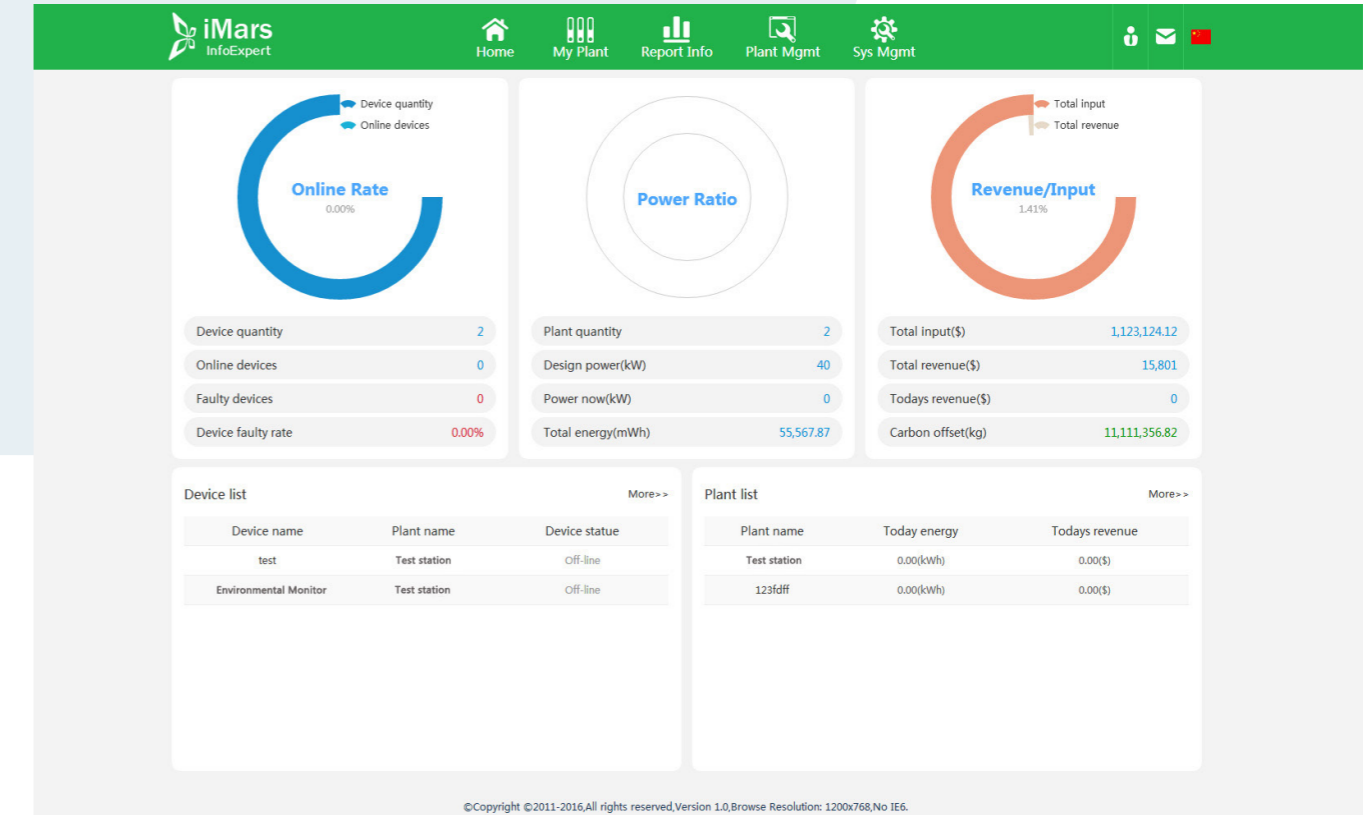 iMars
InfoExpert
Home
My Plant
Report Info
Plant Mgmt
Sys Mgmt
Device quantity
Online devices
Online Rate
0.00%
Device quantity 2
Online devices 0
Faulty devices 0
Device faulty rate 0.00%
Power Ratio
Plant quantity 2
Design power(kW) 40
Power now(kW) 0
Total energy(mWh) 55,567.87
Total input
Total revenue
Revenue/Input
1.41%
Total input($) 1,123,124.12
Total revenue($) 15,801
Todays revenue($) 0
Carbon offset(kg) 11,111,356.82
Device list More>>
Device name Plant name Device statue
test Test station Off-line
Environmental Monitor Test station Off-line
Plant list More>>
Plant name Today energy Todays revenue
Test station 0.00(kWh) 0.00($)
123fdff 0.00(kWh) 0.00($)
©Copyright ©2011-2016,All rights reserved,Version 1.0,Browse Resolution: 1200x768,No IE6.